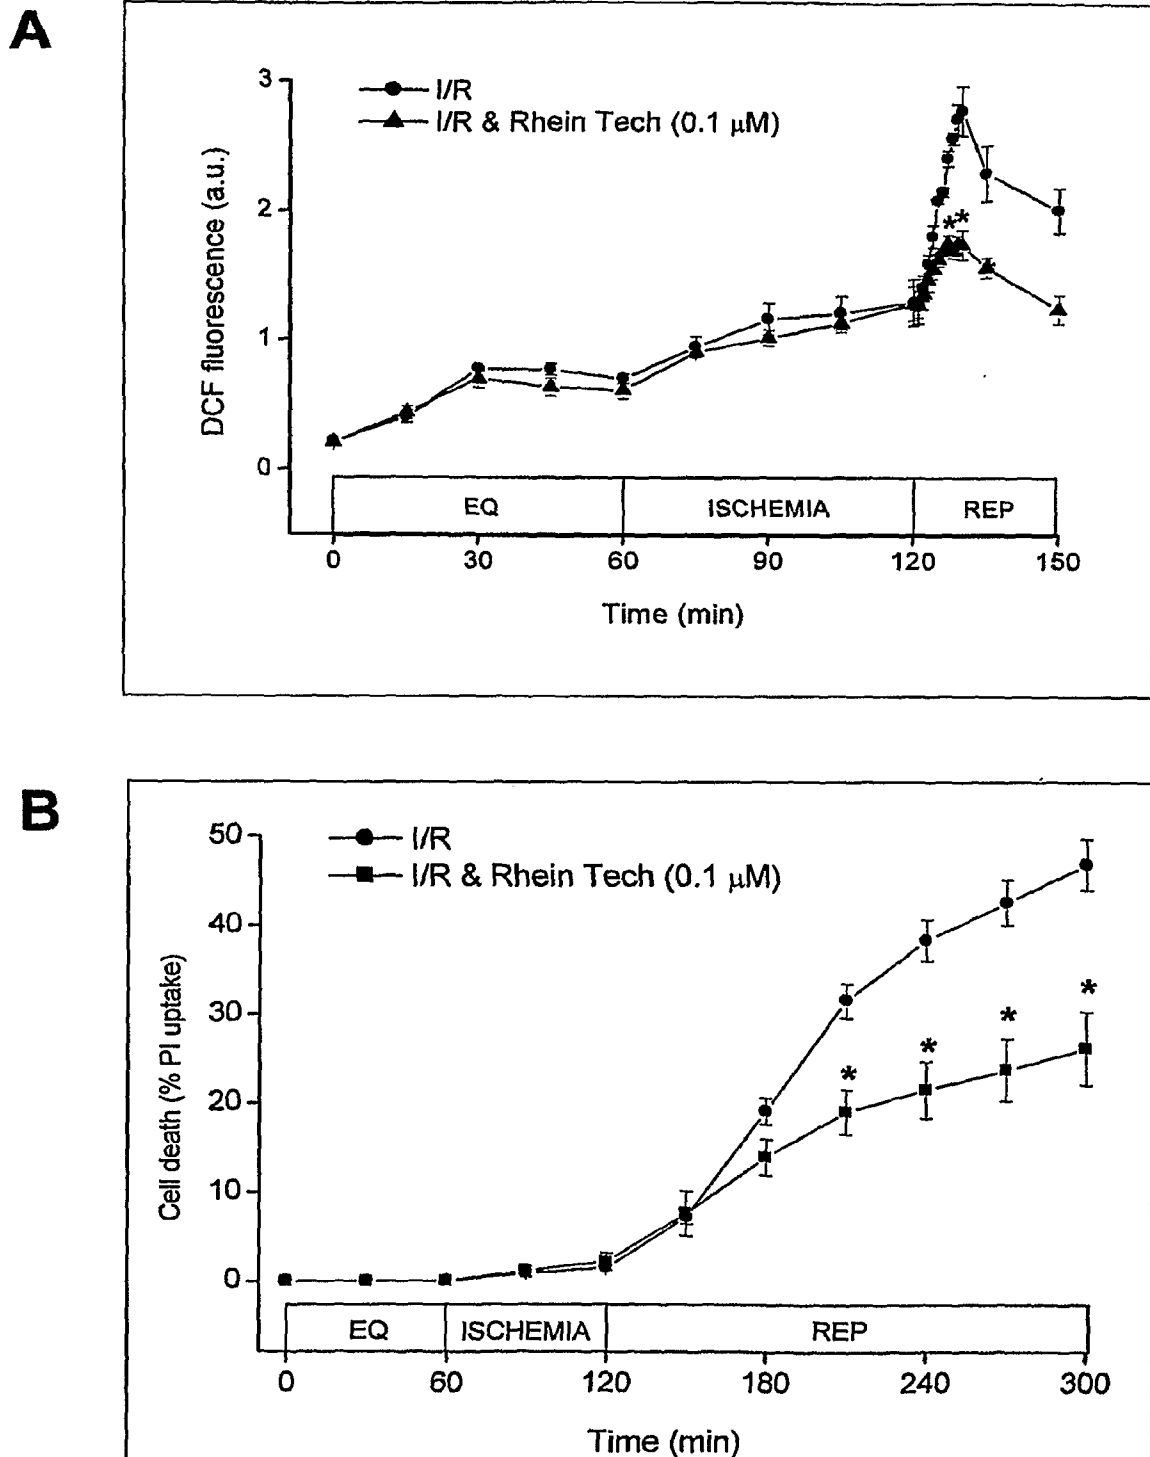 A
3
I/R
I/R & Rhein Tech (0.1 µM)
2
* *
1
0
DCF fluorescence (a.u.)
EQ ISCHEMIA REP
0 30 60 90 120 150
Time (min)
B
50
I/R
I/R & Rhein Tech (0.1 µM)
40
30
*
*
*
*
20
10
0
Cell death (% PI uptake)
EQ ISCHEMIA REP
0 60 120 180 240 300
Time (min)